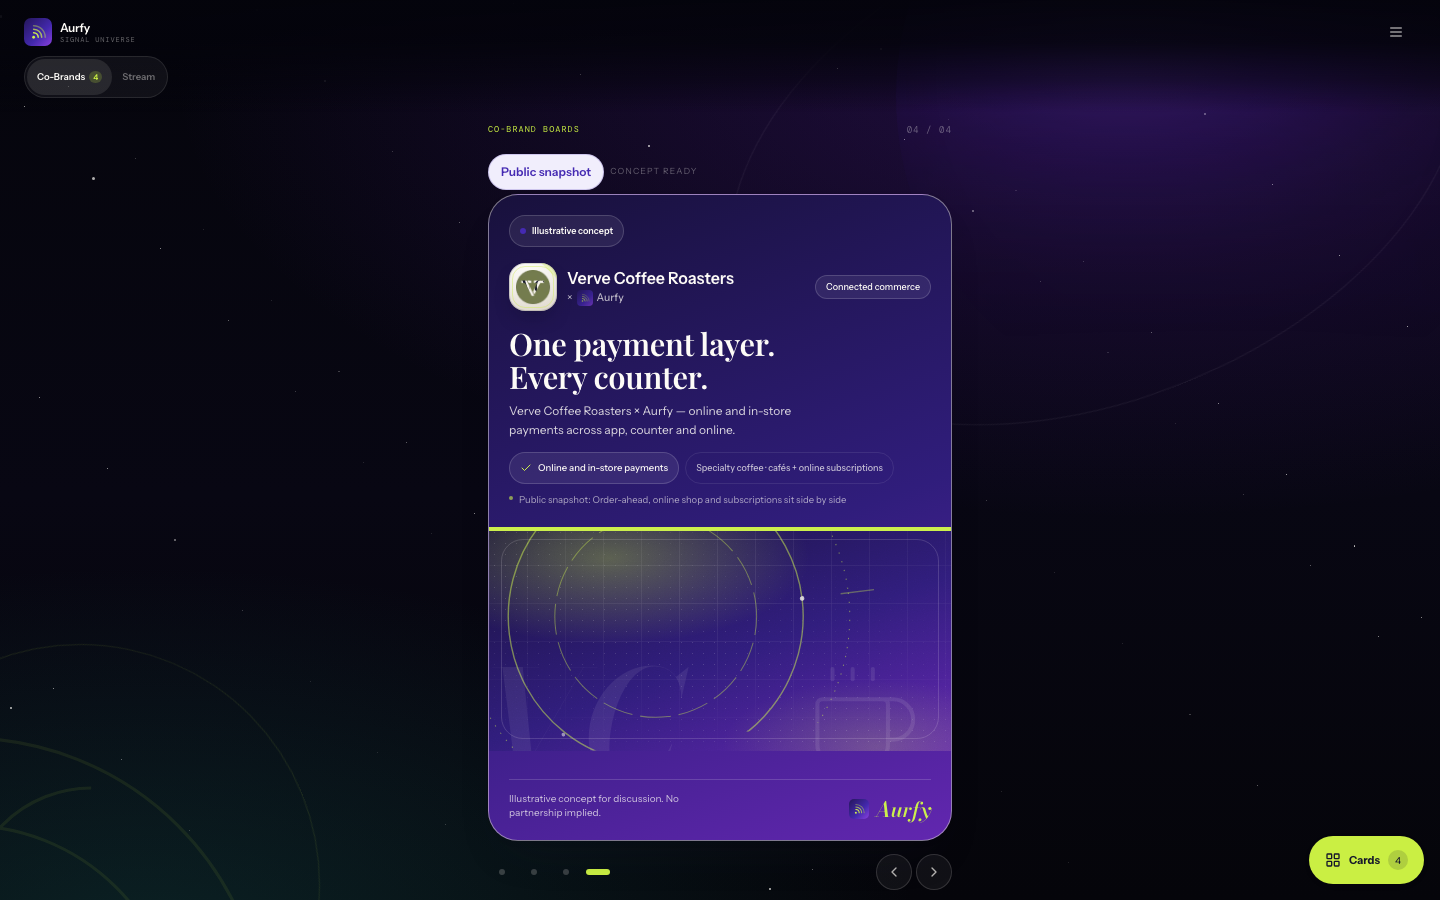 Aurfy
SIGNAL UNIVERSE
Co-Brands 4
Stream
CO-BRAND BOARDS
04 / 04
Public snapshot
CONCEPT READY
Illustrative concept
Verve Coffee Roasters
× Aurfy
Connected commerce
One payment layer.
Every counter.
Verve Coffee Roasters × Aurfy — online and in-store
payments across app, counter and online.
Online and in-store payments
Specialty coffee · cafés + online subscriptions
Public snapshot: Order-ahead, online shop and subscriptions sit side by side
Illustrative concept for discussion. No
partnership implied.
Aurfy
Cards 4